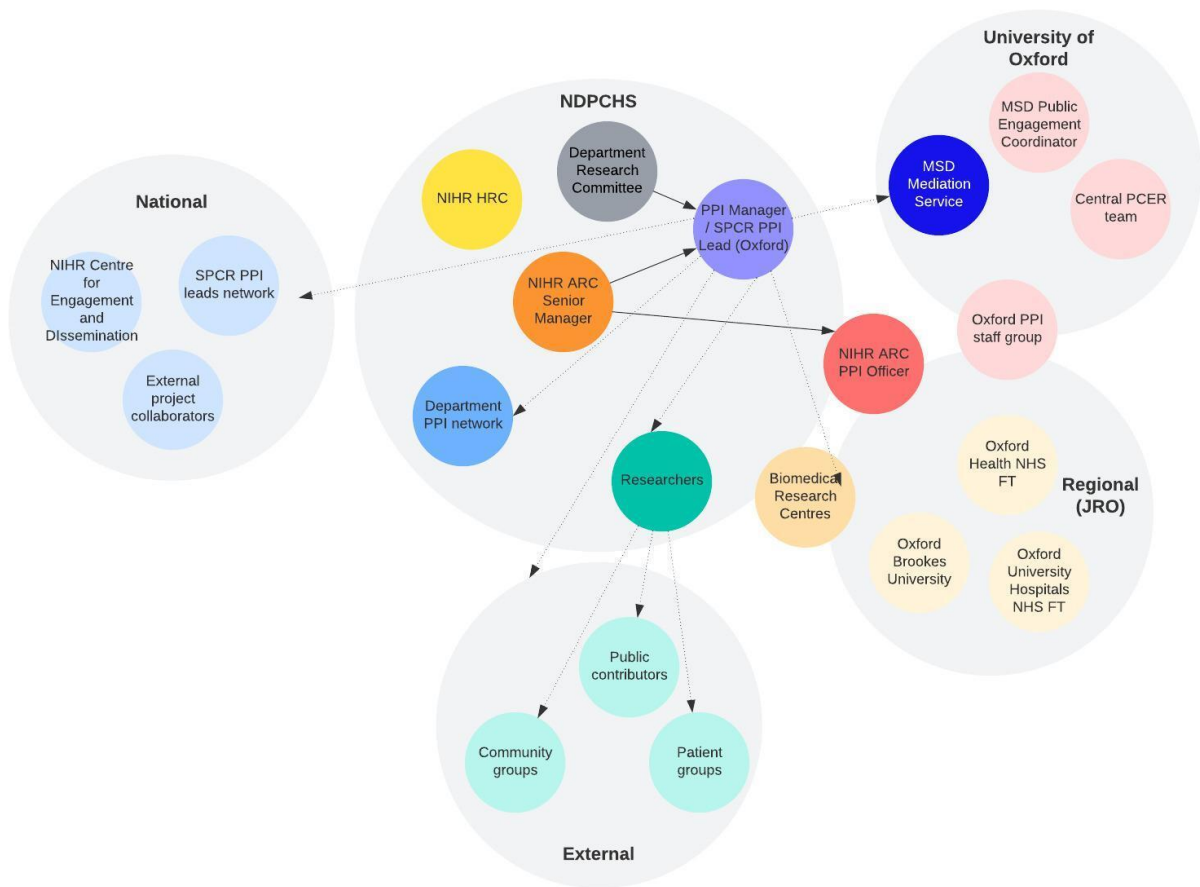 University of
Oxford
MSD Public
Engagement
Coordinator
MSD
Mediation
Service
Central PCER
team
NDPCHS
Department
Research
Committee
NIHR HRC
PPI Manager
/ SPCR PPI
Lead (Oxford)
NIHR ARC
Senior
Manager
National
NIHR Centre
for
Engagement
and
DIssemination
SPCR PPI
leads network
External
project
collaborators
Oxford PPI
staff group
NIHR ARC
PPI Officer
Department
PPI network
Researchers
Biomedical
Research
Centres
Oxford
Health NHS
FT
Regional
(JRO)
Oxford
Brookes
University
Oxford
University
Hospitals
NHS FT
Public
contributors
Community
groups
Patient
groups
External